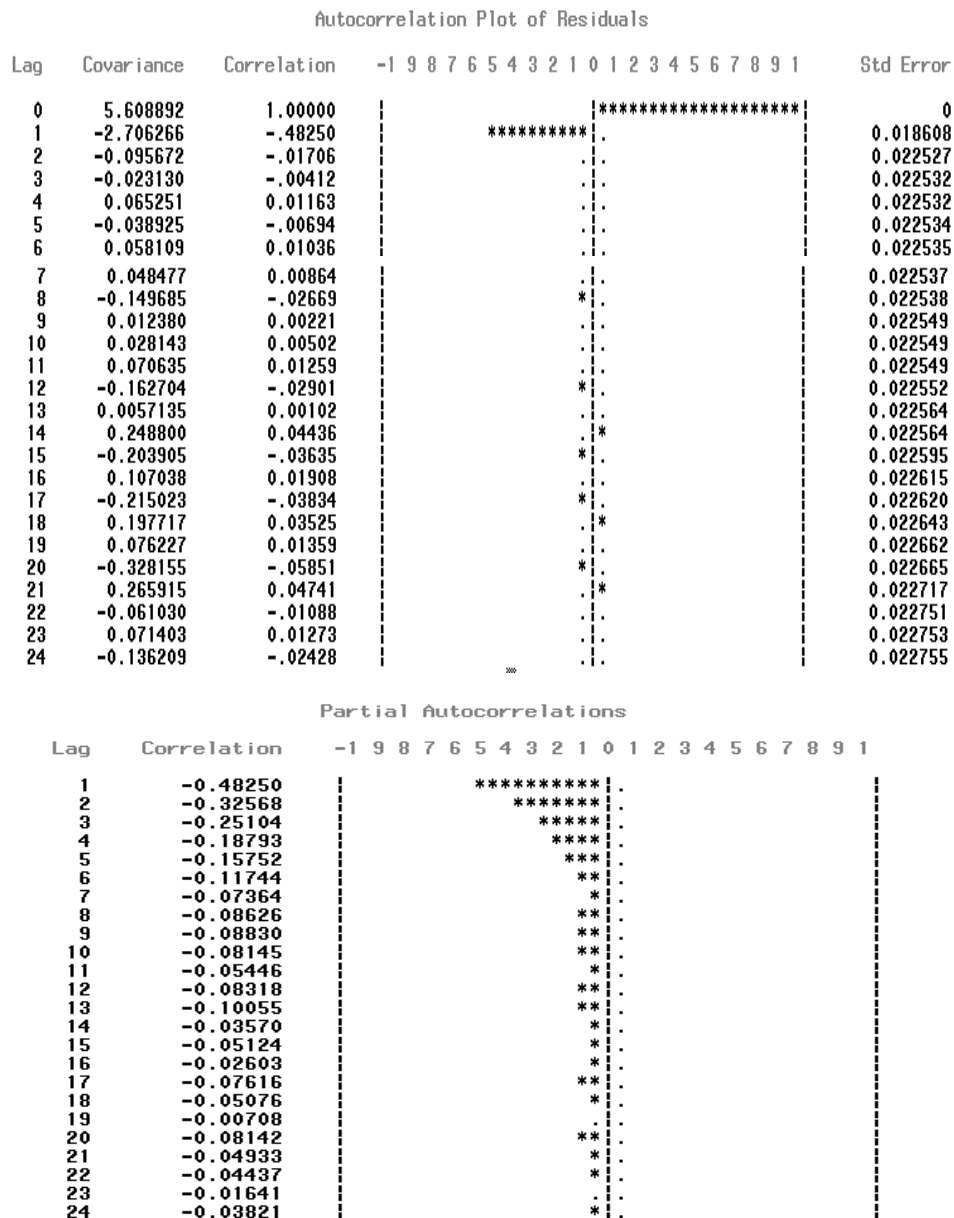 Autocorrelation Plot of Residuals
Lag Covariance Correlation -1 9 8 7 6 5 4 3 2 1 0 1 2 3 4 5 6 7 8 9 1 Std Error
0 5.608892 1.00000 | |********************| 0
1 -2.706266 -.48250 | **********|. | 0.018608
2 -0.095672 -.01706 | .|. | 0.022527
3 -0.023130 -.00412 | .|. | 0.022532
4 0.065251 0.01163 | .|. | 0.022532
5 -0.038925 -.00694 | .|. | 0.022534
6 0.058109 0.01036 | .|. | 0.022535
7 0.048477 0.00864 | .|. | 0.022537
8 -0.149685 -.02669 | *|. | 0.022538
9 0.012380 0.00221 | .|. | 0.022549
10 0.028143 0.00502 | .|. | 0.022549
11 0.070635 0.01259 | .|. | 0.022549
12 -0.162704 -.02901 | *|. | 0.022552
13 0.0057135 0.00102 | .|. | 0.022564
14 0.248800 0.04436 | .|* | 0.022564
15 -0.203905 -.03635 | *|. | 0.022595
16 0.107038 0.01908 | .|. | 0.022615
17 -0.215023 -.03834 | *|. | 0.022620
18 0.197717 0.03525 | .|* | 0.022643
19 0.076227 0.01359 | .|. | 0.022662
20 -0.328155 -.05851 | *|. | 0.022665
21 0.265915 0.04741 | .|* | 0.022717
22 -0.061030 -.01088 | .|. | 0.022751
23 0.071403 0.01273 | .|. | 0.022753
24 -0.136209 -.02428 | .|. | 0.022755
Partial Autocorrelations
Lag Correlation -1 9 8 7 6 5 4 3 2 1 0 1 2 3 4 5 6 7 8 9 1
1 -0.48250 | **********|. |
2 -0.32568 | *******|. |
3 -0.25104 | *****|. |
4 -0.18793 | ****|. |
5 -0.15752 | ***|. |
6 -0.11744 | **|. |
7 -0.07364 | *|. |
8 -0.08626 | **|. |
9 -0.08830 | **|. |
10 -0.08145 | **|. |
11 -0.05446 | *|. |
12 -0.08318 | **|. |
13 -0.10055 | **|. |
14 -0.03570 | *|. |
15 -0.05124 | *|. |
16 -0.02603 | *|. |
17 -0.07616 | **|. |
18 -0.05076 | *|. |
19 -0.00708 | .|. |
20 -0.08142 | **|. |
21 -0.04933 | *|. |
22 -0.04437 | *|. |
23 -0.01641 | .|. |
24 -0.03821 | *|. |